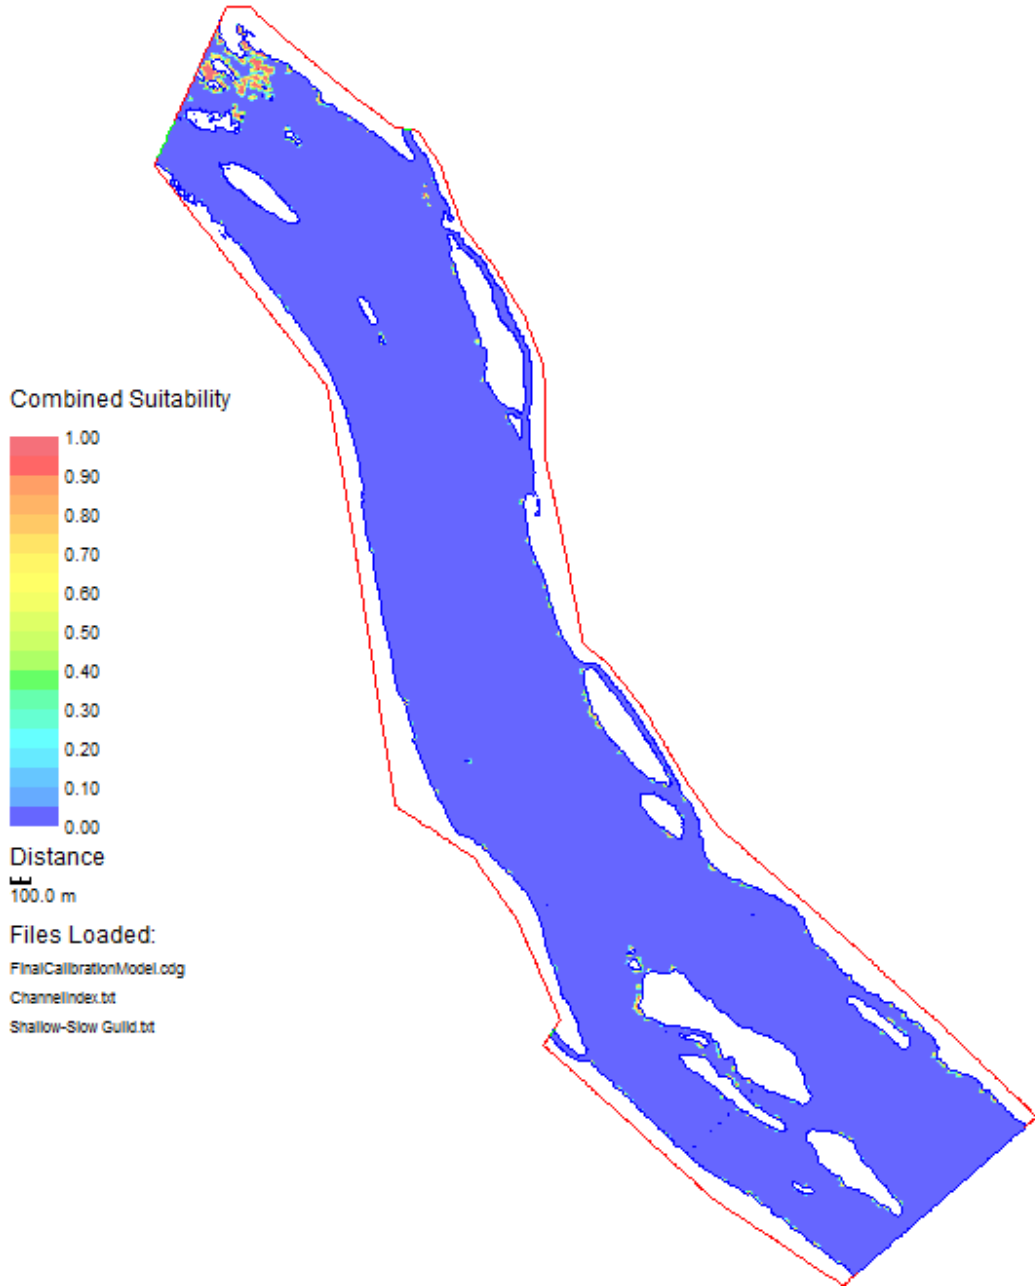 Combined Suitability
1.00
0.90
0.80
0.70
0.60
0.50
0.40
0.30
0.20
0.10
0.00
Distance
100.0 m
Files Loaded:
FinalCalibrationModel.cdg
ChannelIndex.txt
Shallow-Slow Guild.txt